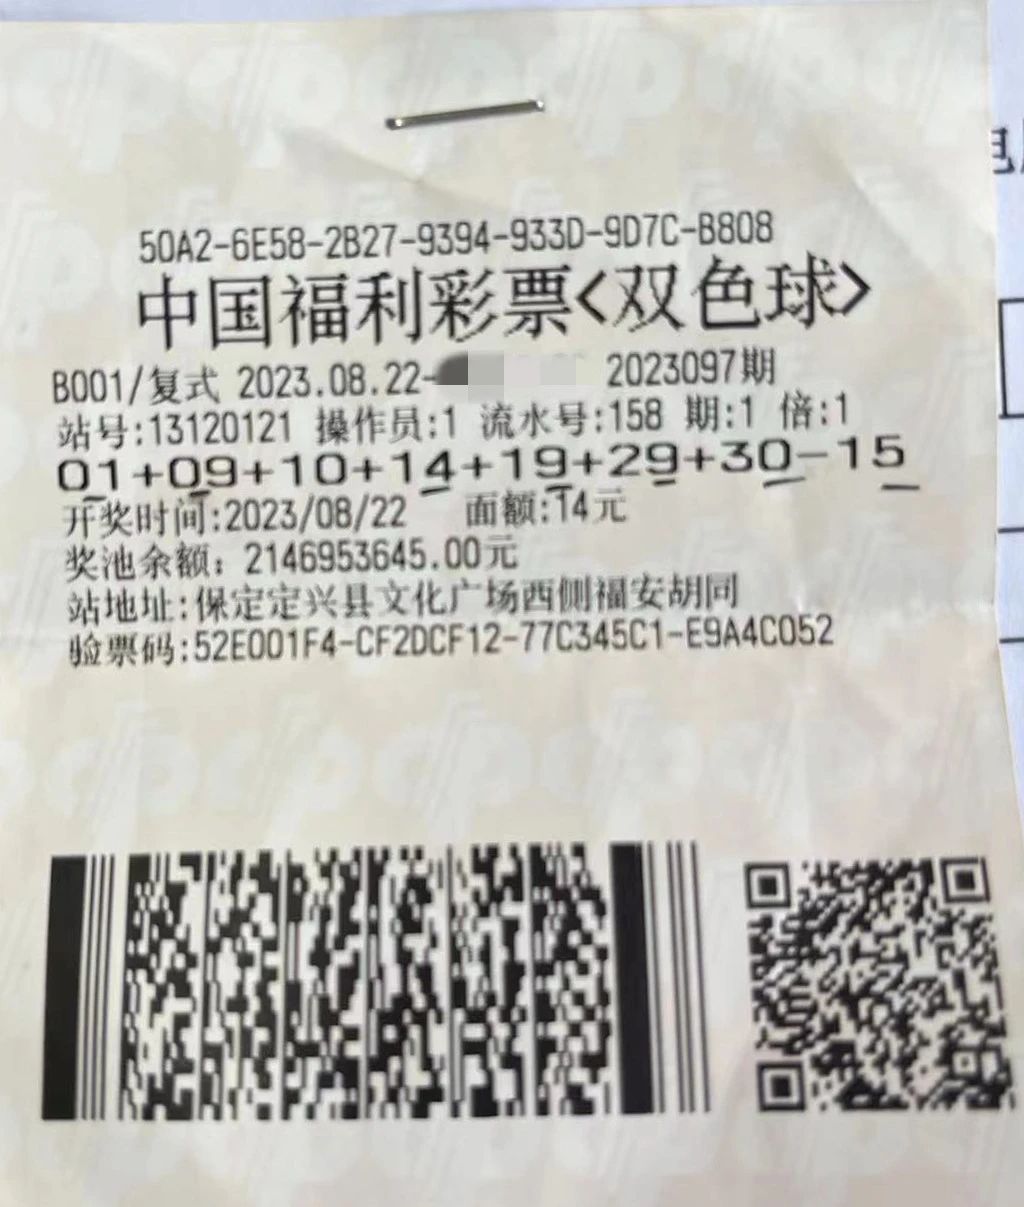 50A2-6E58-2B27-9394-933D-9D7C-B808
中国福利彩票<双色球>
B001/复式 2023.08.22- 2023097期
站号:13120121 操作员:1 流水号:158 期:1 倍:1
01+09+10+14+19+29+30-15
开奖时间:2023/08/22 面额:14元
奖池余额：2146953645.00元
站地址:保定定兴县文化广场西侧福安胡同
验票码:52E001F4-CF2DCF12-77C345C1-E9A4C052